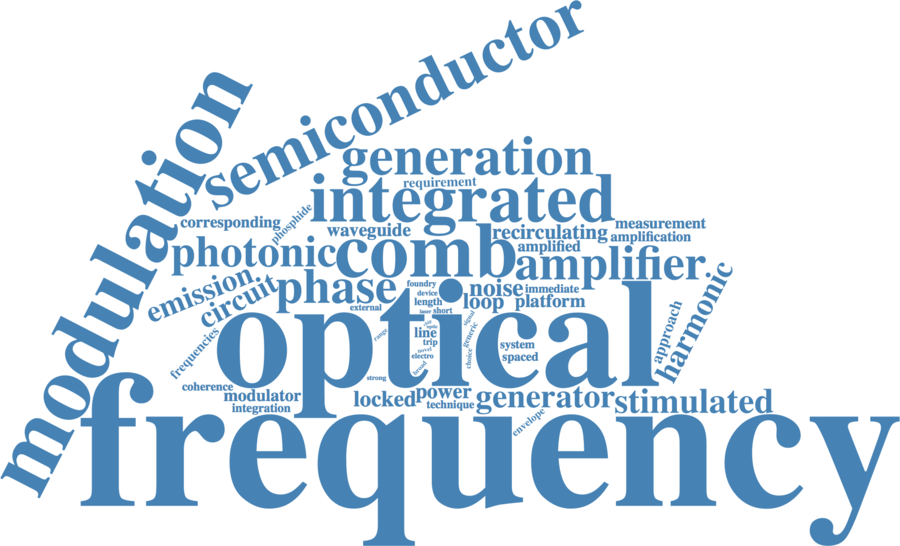 semiconductor
modulation
generation
requirement
integrated
phosphide
corresponding
waveguide
recirculating
measurement
amplification
photonic
comb
amplified
amplifier
emission
circuit
phase
foundry
device
length
noise
immediate
loop
platform
external
laser
short
harmonic
approach
optical
frequencies
range
line
trip
optic
novel
electro
broad
signal
generic
choice
system
spaced
strong
coherence
modulator
integration
locked
power
technique
generator
stimulated
envelope
frequency